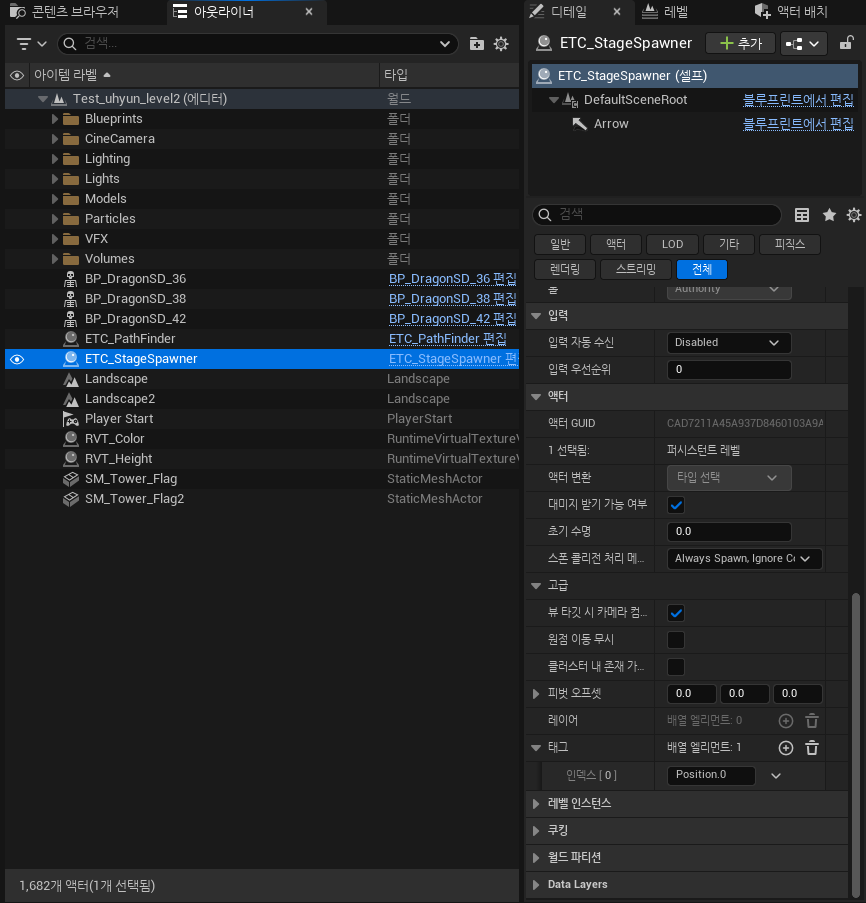 콘텐츠 브라우저
아웃라이너
검색...
아이템 라벨
타입
Test_uhyun_level2 (에디터)
월드
Blueprints
폴더
CineCamera
폴더
Lighting
폴더
Lights
폴더
Models
폴더
Particles
폴더
VFX
폴더
Volumes
폴더
BP_DragonSD_36
BP_DragonSD_36 편집
BP_DragonSD_38
BP_DragonSD_38 편집
BP_DragonSD_42
BP_DragonSD_42 편집
ETC_PathFinder
ETC_PathFinder 편집
ETC_StageSpawner
ETC_StageSpawner 편
Landscape
Landscape
Landscape2
Landscape
Player Start
PlayerStart
RVT_Color
RuntimeVirtualTextureV
RVT_Height
RuntimeVirtualTextureV
SM_Tower_Flag
StaticMeshActor
SM_Tower_Flag2
StaticMeshActor
1,682개 액터(1개 선택됨)
디테일
레벨
액터 배치
ETC_StageSpawner
추가
ETC_StageSpawner (셀프)
DefaultSceneRoot
블루프린트에서 편집
Arrow
블루프린트에서 편집
검색
일반
액터
LOD
기타
피직스
렌더링
스트리밍
전체
Authority
입력
입력 자동 수신
Disabled
입력 우선순위
0
액터
액터 GUID
CAD7211A45A937D8460103A9A
1 선택됨:
퍼시스턴트 레벨
액터 변환
타입 선택
대미지 받기 가능 여부
초기 수명
0.0
스폰 콜리전 처리 메...
Always Spawn, Ignore Co
고급
뷰 타깃 시 카메라 컴...
원점 이동 무시
클러스터 내 존재 가...
피벗 오프셋
0.0
0.0
0.0
레이어
배열 엘리먼트: 0
태그
배열 엘리먼트: 1
인덱스 [ 0 ]
Position.0
레벨 인스턴스
쿠킹
월드 파티션
Data Layers